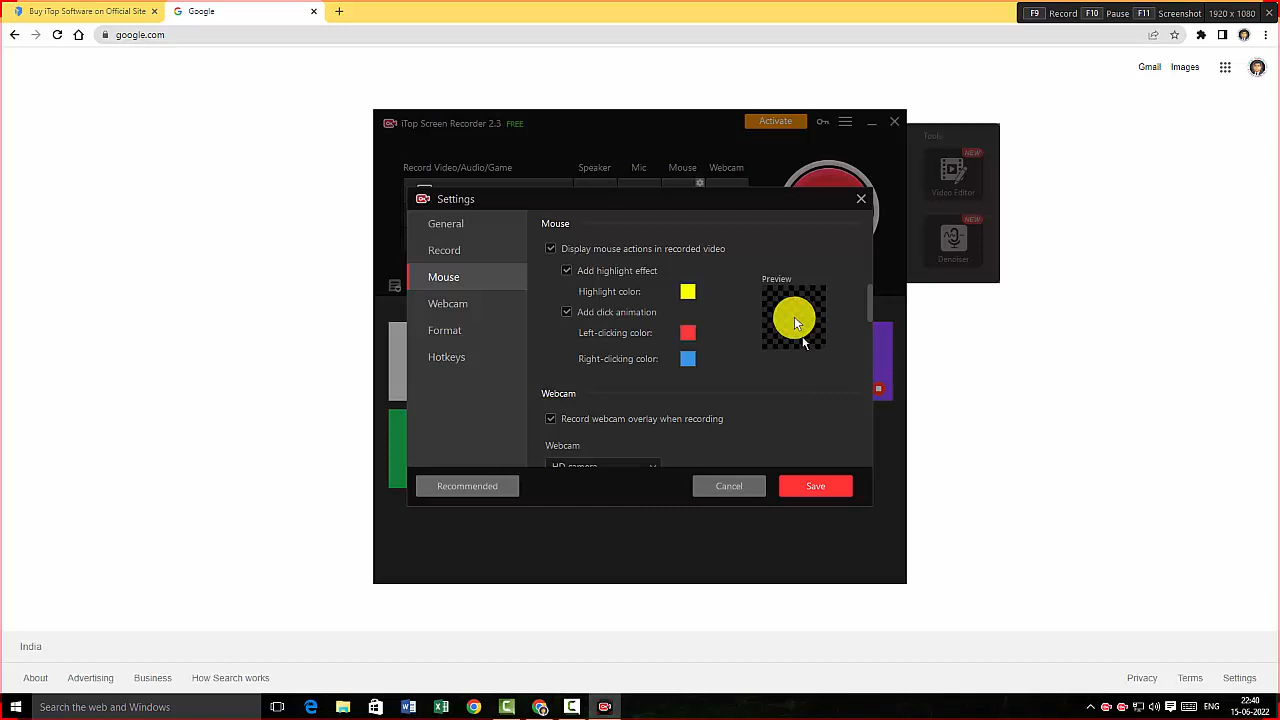 Buy iTop Software on Official Site
Google
F9 Record F10 Pause F11 Screenshot 1920 x 1080
google.com
Gmail Images
iTop Screen Recorder 2.3 FREE
Activate
Tools
Record Video/Audio/Game Speaker Mic Mouse Webcam
NEW
Video Editor
NEW
Denoiser
Settings
General
Record
Mouse
Webcam
Format
Hotkeys
Mouse
Display mouse actions in recorded video
Add highlight effect
Highlight color:
Add click animation
Left-clicking color:
Right-clicking color:
Preview
Webcam
Record webcam overlay when recording
Webcam
HD camera
Recommended Cancel Save
India
About Advertising Business How Search works Privacy Terms Settings
Search the web and Windows
ENG 22:40
15-06-2022